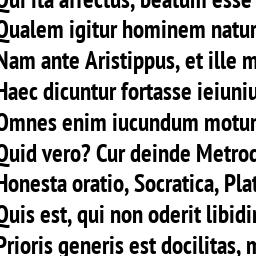 Qui ita affectus, beatum esse
Qualem igitur hominem natur
Nam ante Aristippus, et ille m
Haec dicuntur fortasse ieiuniu
Omnes enim iucundum motur
Quid vero? Cur deinde Metrod
Honesta oratio, Socratica, Plat
Quis est, qui non oderit libidin
Prioris generis est docilitas, m